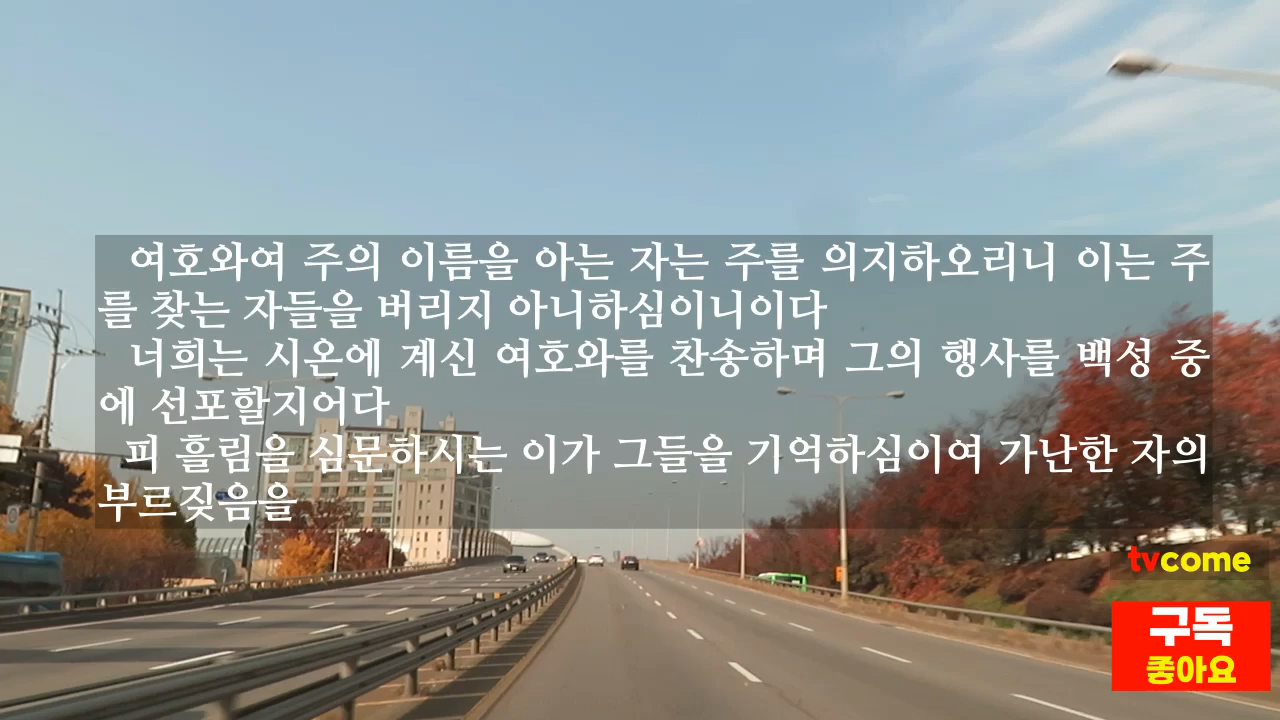 여호와여 주의 이름을 아는 자는 주를 의지하오리니 이는 주
를 찾는 자들을 버리지 아니하심이니이다
너희는 시온에 계신 여호와를 찬송하며 그의 행사를 백성 중
에 선포할지어다
피 흘림을 심문하시는 이가 그들을 기억하심이여 가난한 자의
부르짖음을
tvcome
구독
좋아요